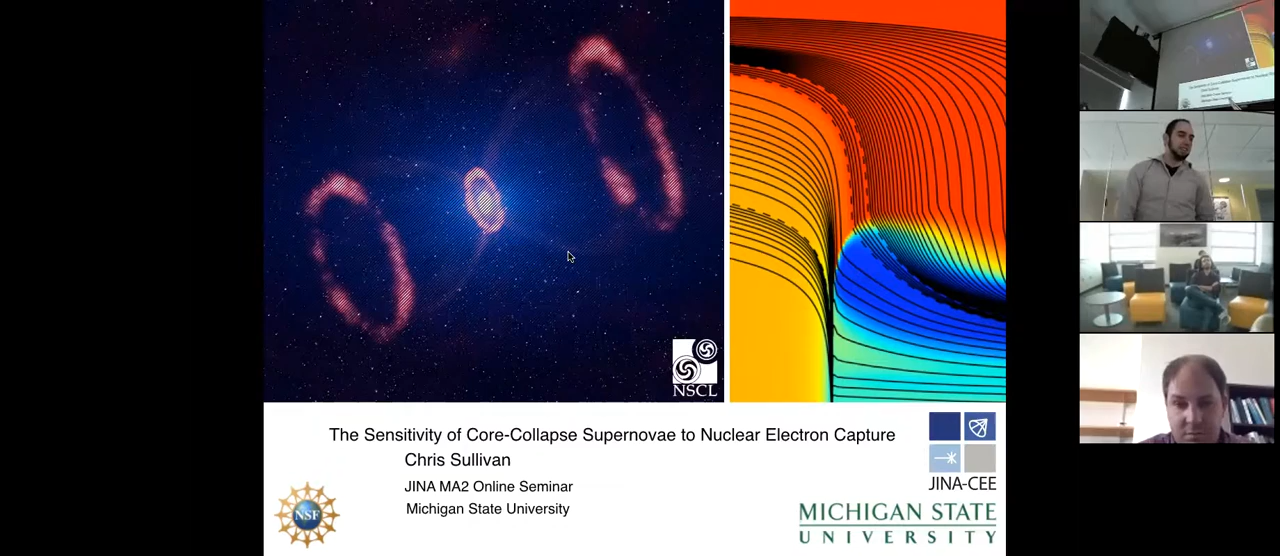 NSCL
The Sensitivity of Core-Collapse Supernovae to Nuclear Electron Capture
Chris Sullivan
JINA MA2 Online Seminar
Michigan State University
NSF
JINA-CEE
MICHIGAN STATE
UNIVERSITY